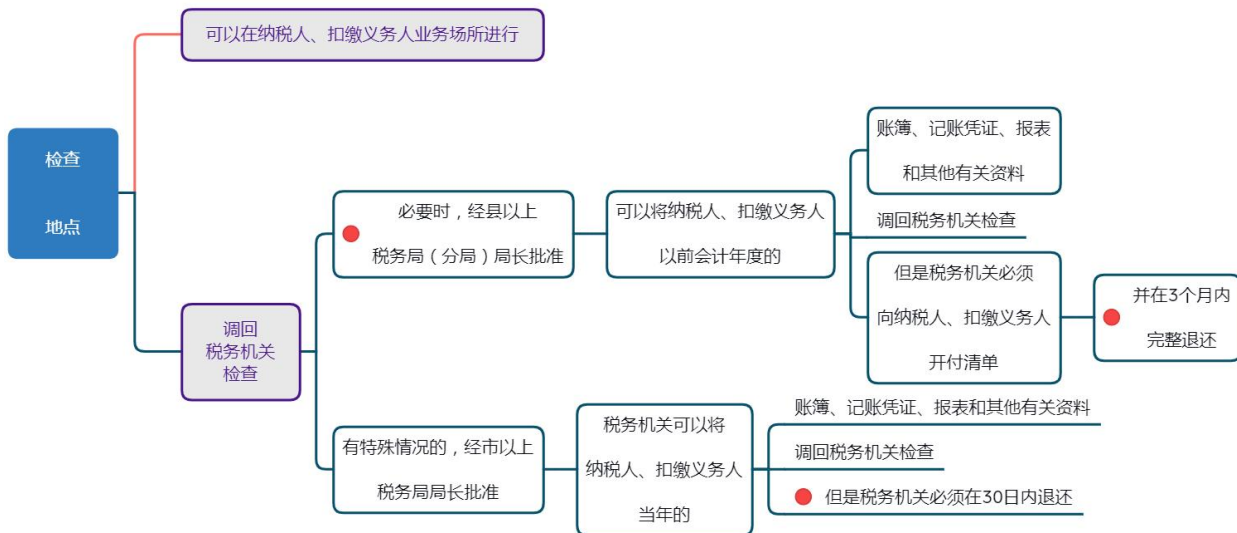 可以在纳税人、扣缴义务人业务场所进行
检查
地点
调回
税务机关
检查
必要时，经县以上
税务局（分局）局长批准
可以将纳税人、扣缴义务人
以前会计年度的
账簿、记账凭证、报表
和其他有关资料
调回税务机关检查
但是税务机关必须
向纳税人、扣缴义务人
开付清单
并在3个月内
完整退还
有特殊情况的，经市以上
税务局局长批准
税务机关可以将
纳税人、扣缴义务人
当年的
账簿、记账凭证、报表和其他有关资料
调回税务机关检查
但是税务机关必须在30日内退还